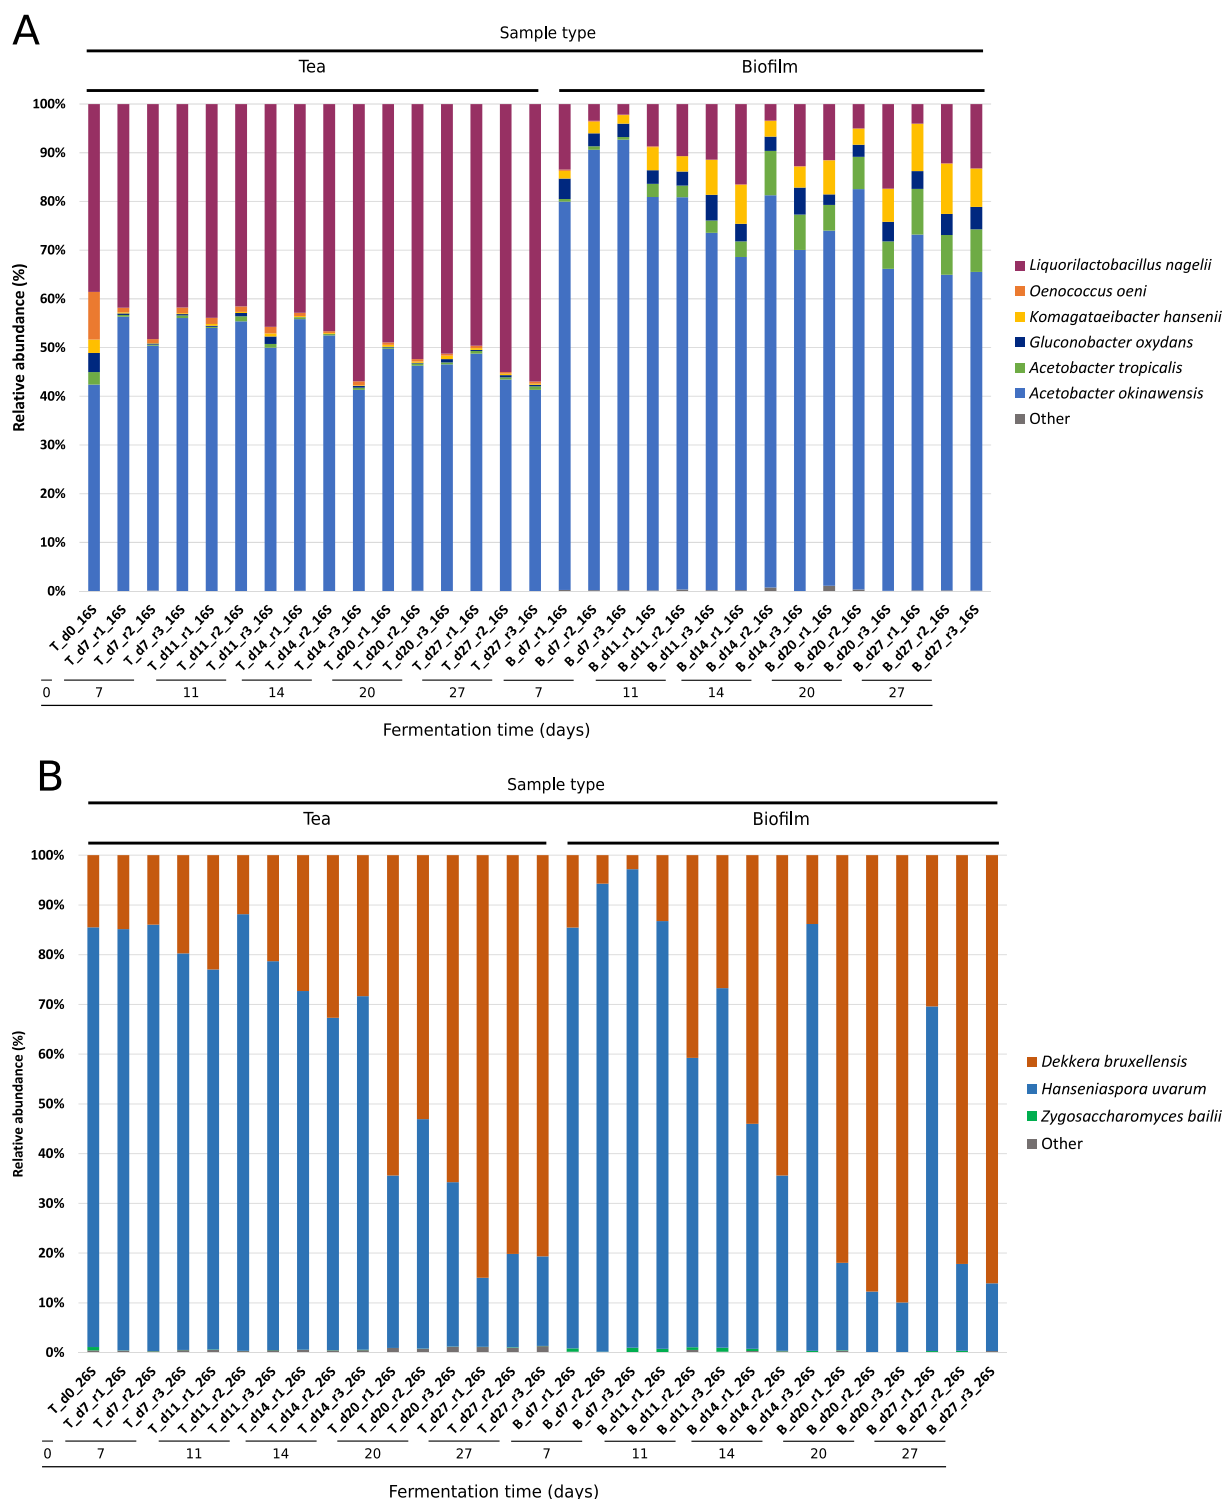 A
Sample type
Tea
Biofilm
100%
90%
80%
70%
60%
50%
40%
30%
20%
10%
0%
Relative abundance (%)
Liquorilactobacillus nagelii
Oenococcus oeni
Komagataeibacter hansenii
Gluconobacter oxydans
Acetobacter tropicalis
Acetobacter okinawensis
Other
T_d0_16S
T_d7_r1_16S
T_d7_r2_16S
T_d7_r3_16S
T_d11_r1_16S
T_d11_r2_16S
T_d11_r3_16S
T_d14_r1_16S
T_d14_r2_16S
T_d14_r3_16S
T_d20_r1_16S
T_d20_r2_16S
T_d20_r3_16S
T_d27_r1_16S
T_d27_r2_16S
T_d27_r3_16S
B_d7_r1_16S
B_d7_r2_16S
B_d7_r3_16S
B_d11_r1_16S
B_d11_r2_16S
B_d11_r3_16S
B_d14_r1_16S
B_d14_r2_16S
B_d14_r3_16S
B_d20_r1_16S
B_d20_r2_16S
B_d20_r3_16S
B_d27_r1_16S
B_d27_r2_16S
B_d27_r3_16S
0 7 11 14 20 27 7 11 14 20 27
Fermentation time (days)
B
Sample type
Tea
Biofilm
100%
90%
80%
70%
60%
50%
40%
30%
20%
10%
0%
Relative abundance (%)
Dekkera bruxellensis
Hanseniaspora uvarum
Zygosaccharomyces bailii
Other
T_d0_26S
T_d7_r1_26S
T_d7_r2_26S
T_d7_r3_26S
T_d11_r1_26S
T_d11_r2_26S
T_d11_r3_26S
T_d14_r1_26S
T_d14_r2_26S
T_d14_r3_26S
T_d20_r1_26S
T_d20_r2_26S
T_d20_r3_26S
T_d27_r1_26S
T_d27_r2_26S
T_d27_r3_26S
B_d7_r1_26S
B_d7_r2_26S
B_d7_r3_26S
B_d11_r1_26S
B_d11_r2_26S
B_d11_r3_26S
B_d14_r1_26S
B_d14_r2_26S
B_d14_r3_26S
B_d20_r1_26S
B_d20_r2_26S
B_d20_r3_26S
B_d27_r1_26S
B_d27_r2_26S
B_d27_r3_26S
0 7 11 14 20 27 7 11 14 20 27
Fermentation time (days)